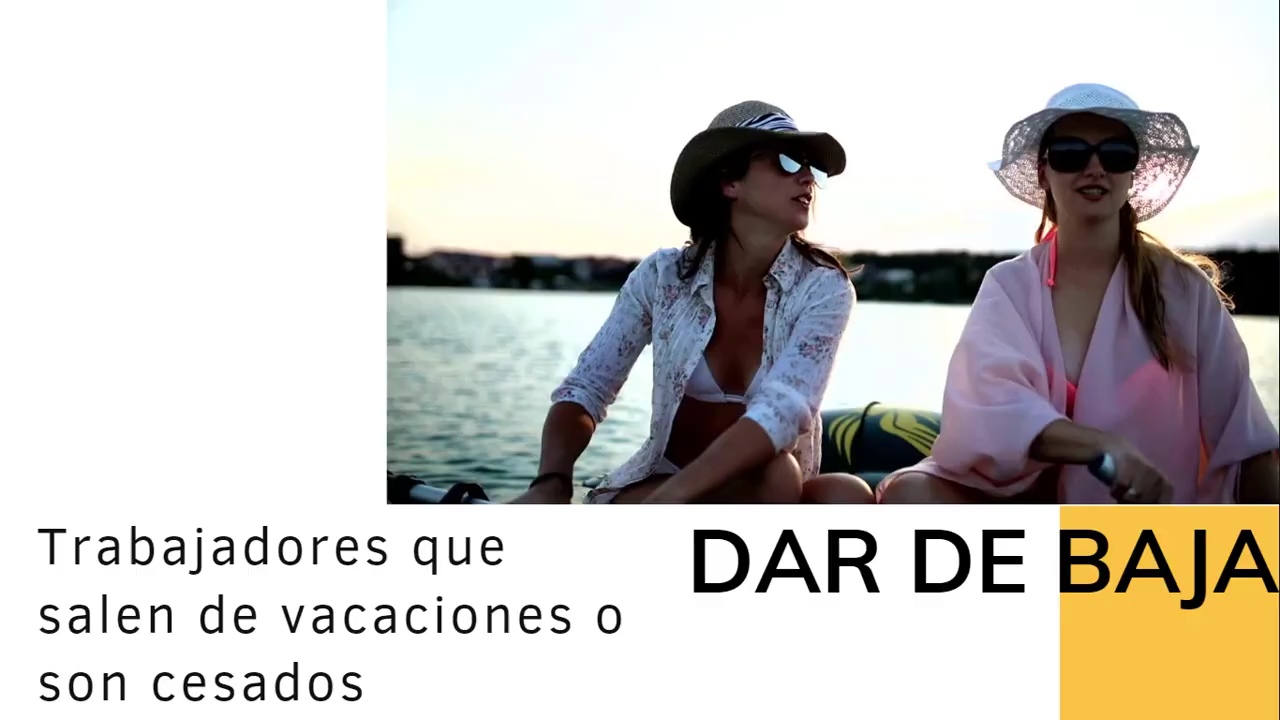 Trabajadores que
salen de vacaciones o
son cesados
DAR DE BAJA